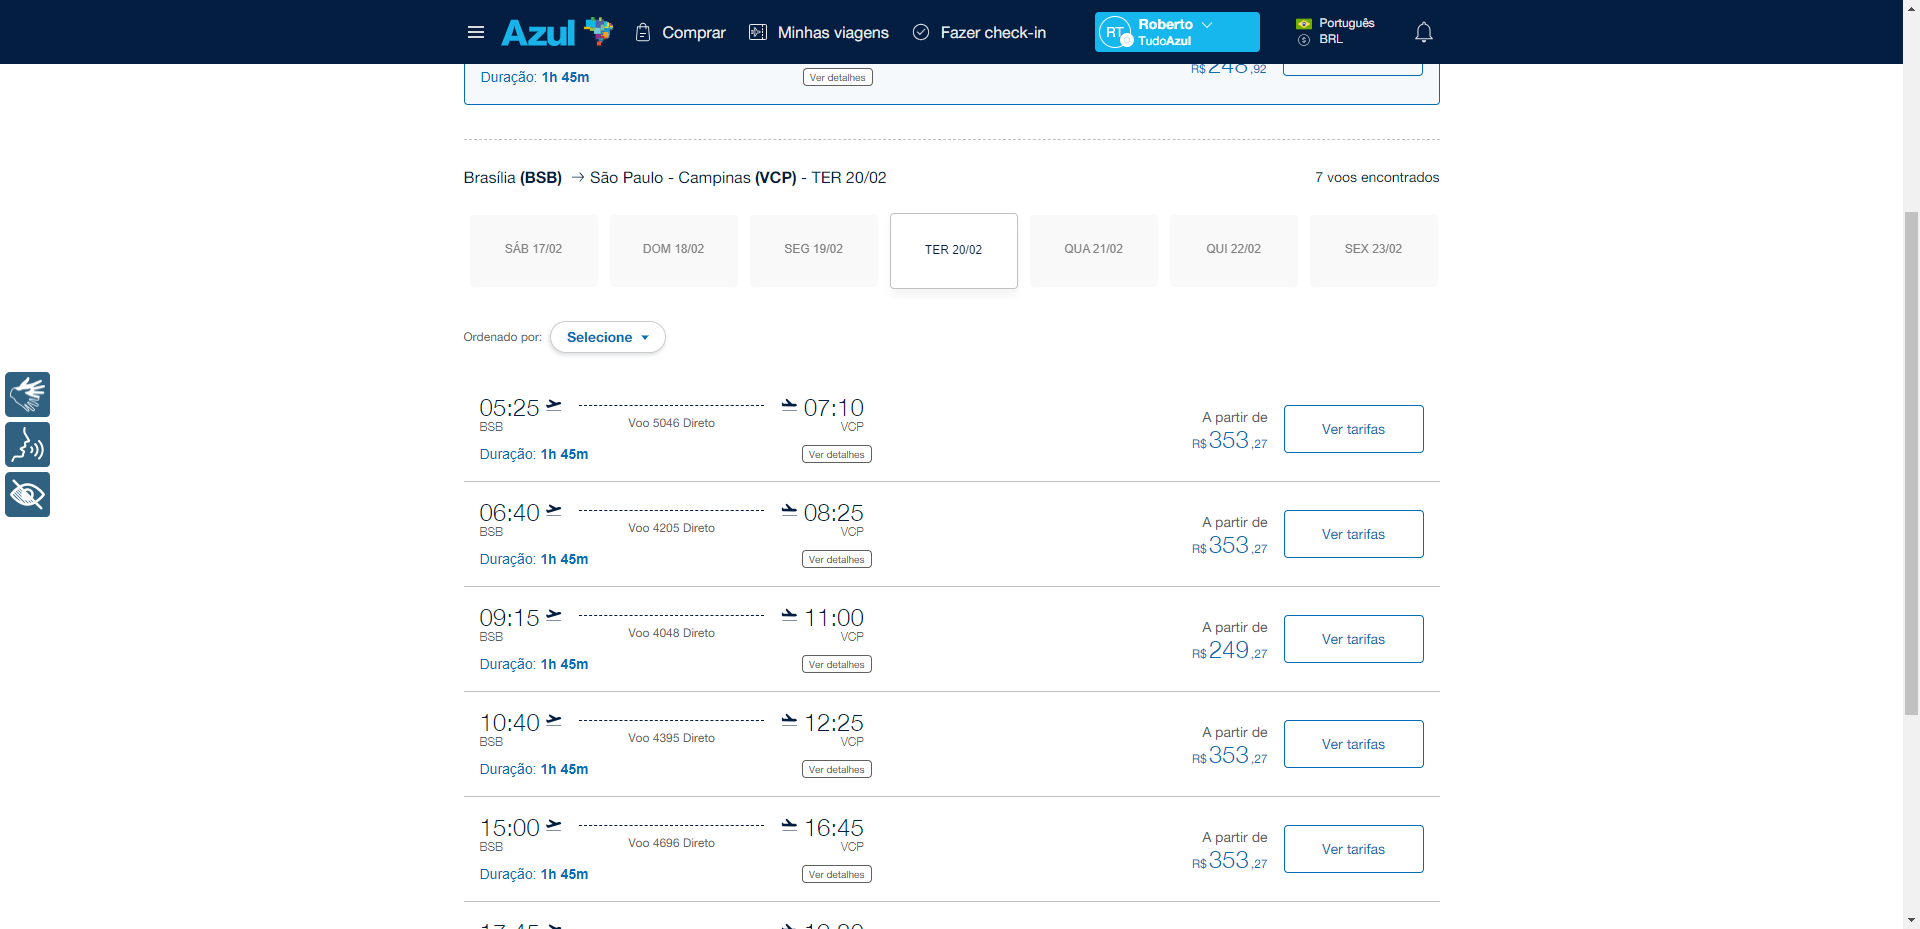 Azul
Comprar
Minhas viagens
Fazer check-in
RT
Roberto
TudoAzul
Português
BRL
Duração: 1h 45m
Ver detalhes
R$ 248,92
Brasília (BSB) → São Paulo - Campinas (VCP) - TER 20/02
7 voos encontrados
SÁB 17/02
DOM 18/02
SEG 19/02
TER 20/02
QUA 21/02
QUI 22/02
SEX 23/02
Ordenado por:
Selecione
05:25
07:10
A partir de
BSB
Voo 5046 Direto
VCP
R$ 353,27
Ver tarifas
Duração: 1h 45m
Ver detalhes
06:40
08:25
A partir de
BSB
Voo 4205 Direto
VCP
R$ 353,27
Ver tarifas
Duração: 1h 45m
Ver detalhes
09:15
11:00
A partir de
BSB
Voo 4048 Direto
VCP
R$ 249,27
Ver tarifas
Duração: 1h 45m
Ver detalhes
10:40
12:25
A partir de
BSB
Voo 4395 Direto
VCP
R$ 353,27
Ver tarifas
Duração: 1h 45m
Ver detalhes
15:00
16:45
A partir de
BSB
Voo 4696 Direto
VCP
R$ 353,27
Ver tarifas
Duração: 1h 45m
Ver detalhes